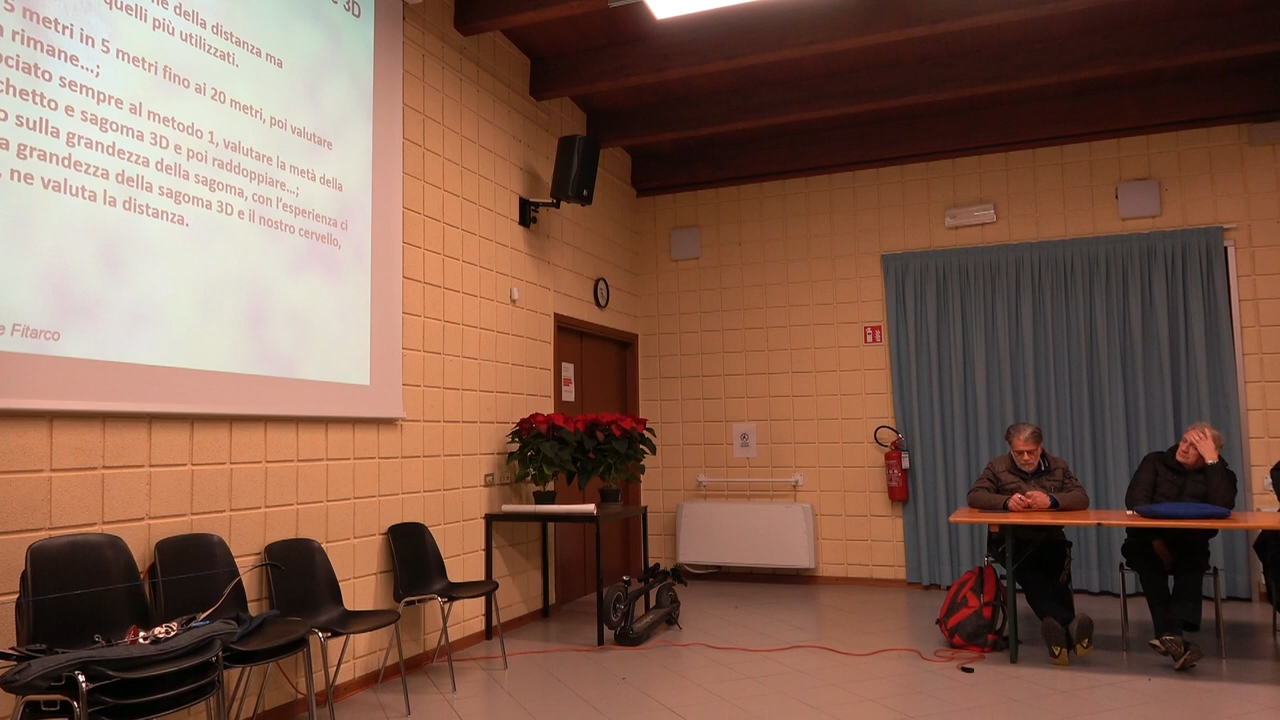 e 3D
ne della distanza ma
quelli più utilizzati.
5 metri in 5 metri fino ai 20 metri, poi valutare
rimane...;
ociato sempre al metodo 1, valutare la metà della
chetto e sagoma 3D e poi raddoppiare...;
o sulla grandezza della sagoma, con l'esperienza ci
a grandezza della sagoma 3D e il nostro cervello,
, ne valuta la distanza.
e Fitarco